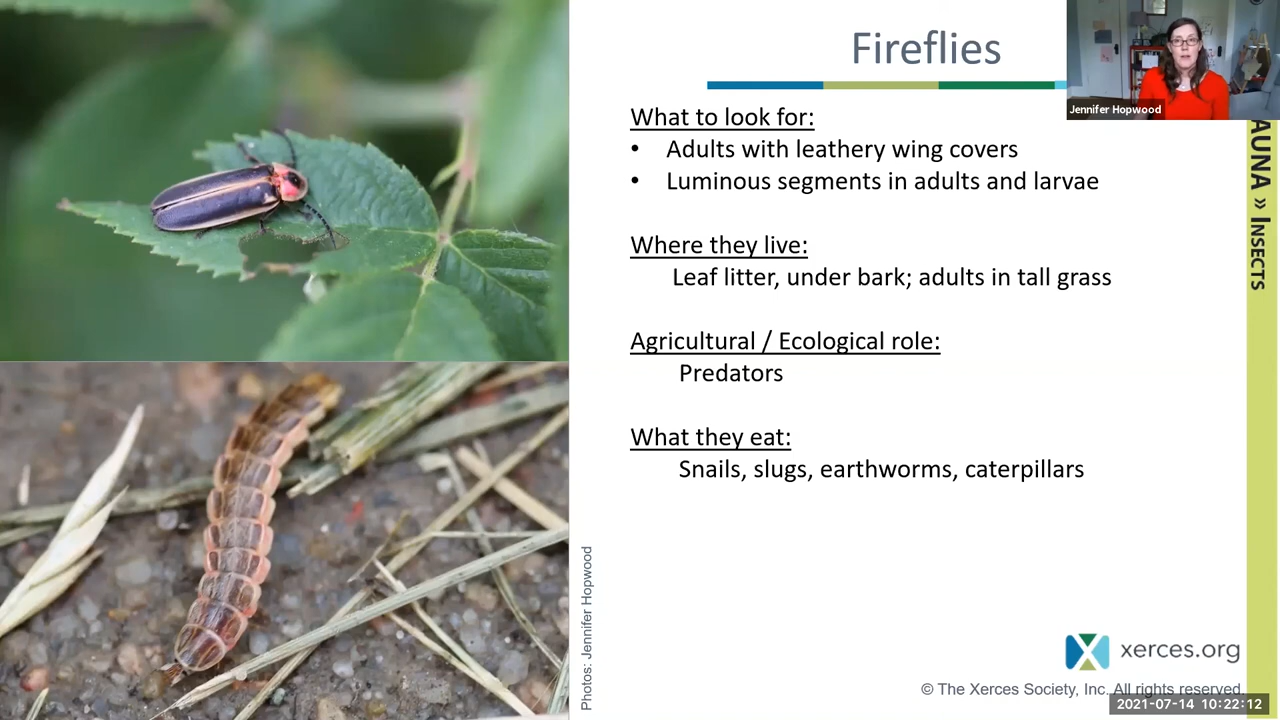 Fireflies
Jennifer Hopwood
What to look for:
• Adults with leathery wing covers
• Luminous segments in adults and larvae
Where they live:
Leaf litter, under bark; adults in tall grass
Agricultural / Ecological role:
Predators
What they eat:
Snails, slugs, earthworms, caterpillars
AUNA » INSECTS
Photos: Jennifer Hopwood
xerces.org
© The Xerces Society, Inc. All rights reserved.
2021-07-14 10:22:12